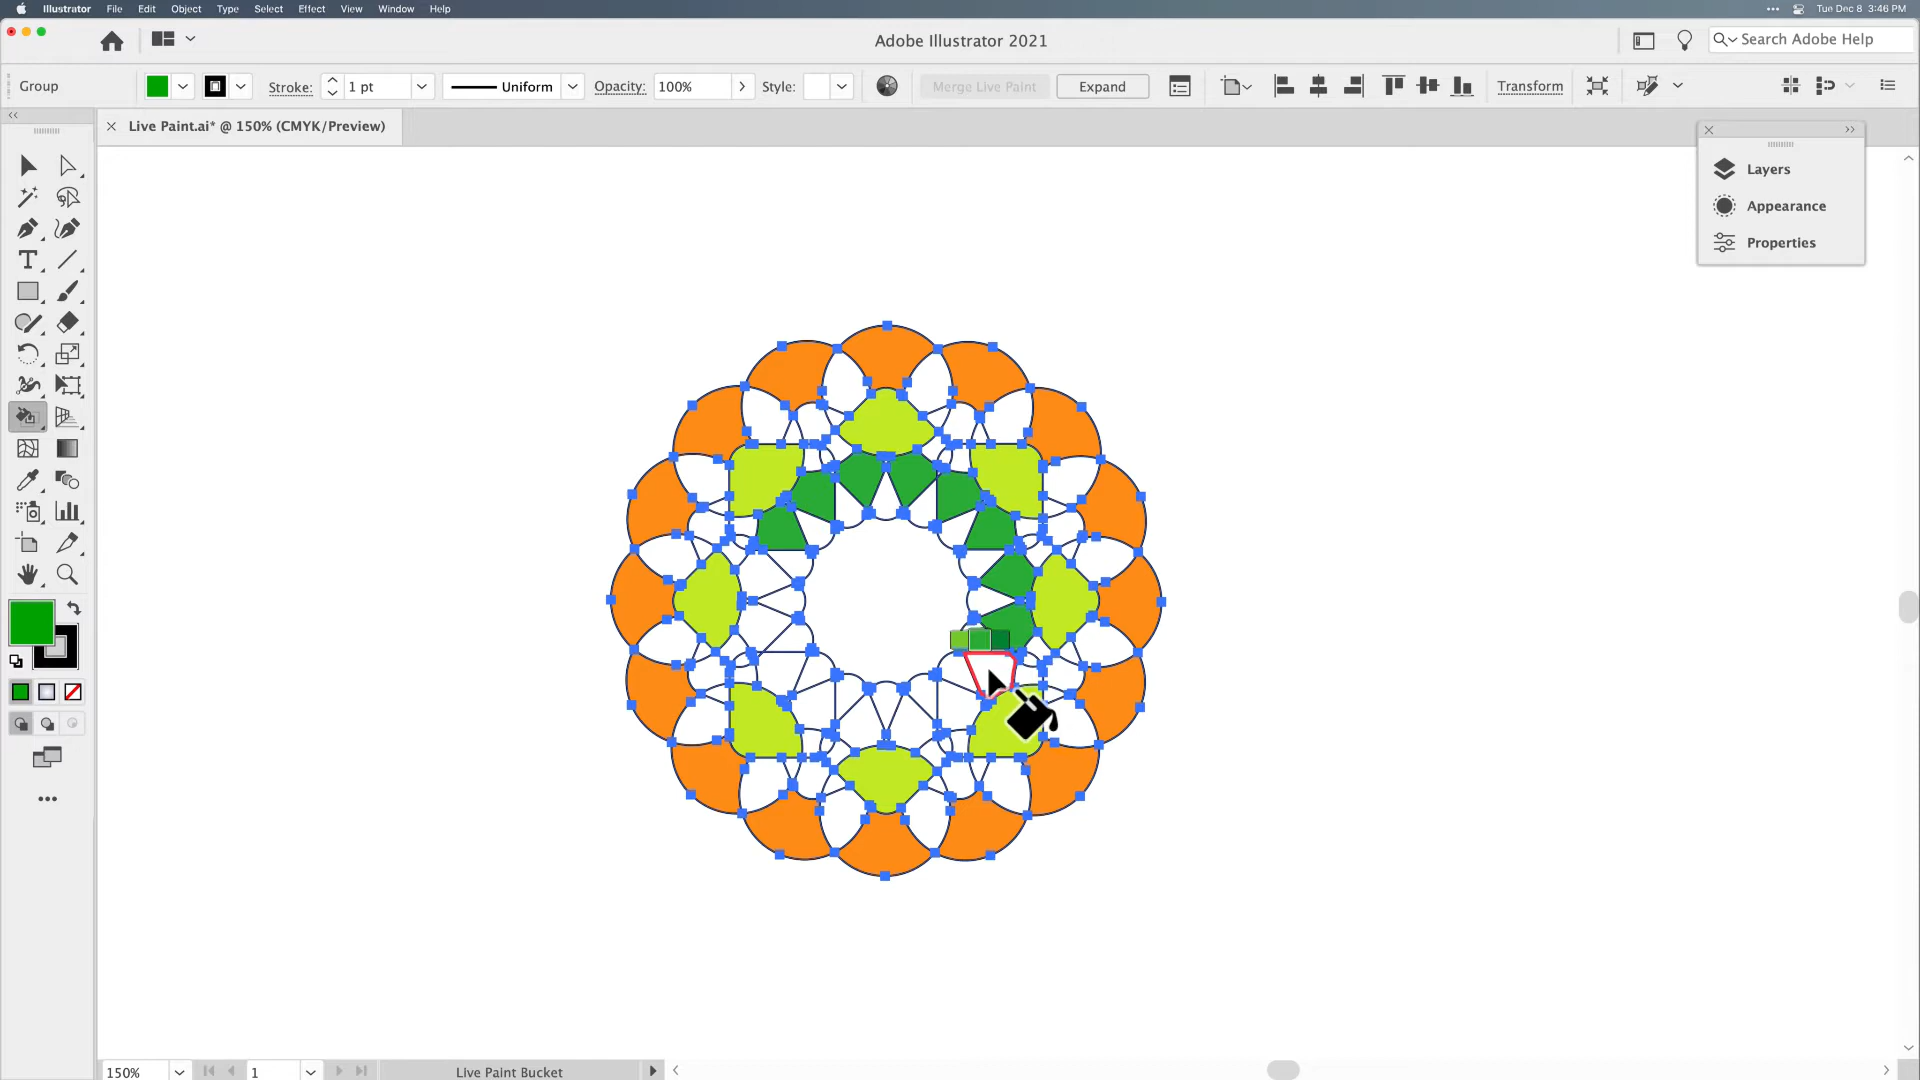 Illustrator File Edit Object Type Select Effect View Window Help
Tue Dec 8 3:46 PM
Adobe Illustrator 2021
Search Adobe Help
Group
Stroke: 1 pt
Uniform
Opacity: 100%
Style:
Merge Live Paint
Expand
Transform
Live Paint.ai* @ 150% (CMYK/Preview)
Layers
Appearance
Properties
150%
1
Live Paint Bucket